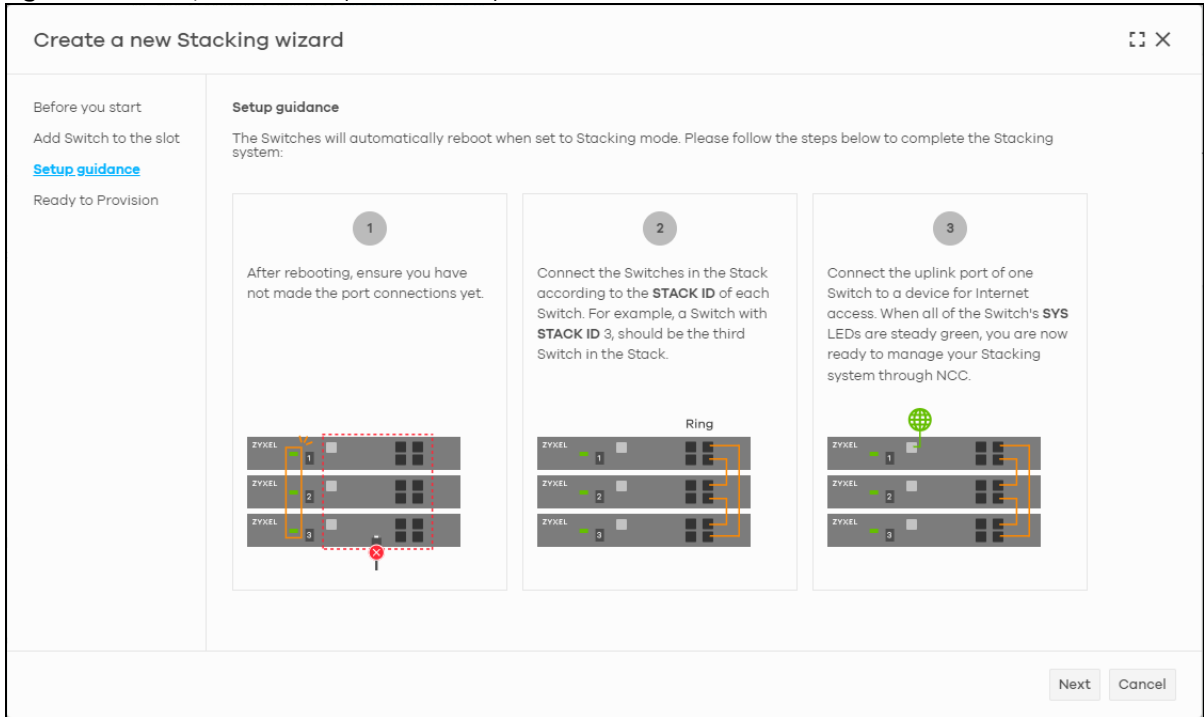 Create a new Stacking wizard
Before you start
Add Switch to the slot
Setup guidance
Ready to Provision
Setup guidance
The Switches will automatically reboot when set to Stacking mode. Please follow the steps below to complete the Stacking
system:
1
After rebooting, ensure you have
not made the port connections yet.
ZYXEL
1
ZYXEL
2
ZYXEL
3
2
Connect the Switches in the Stack
according to the STACK ID of each
Switch. For example, a Switch with
STACK ID 3, should be the third
Switch in the Stack.
Ring
ZYXEL
1
ZYXEL
2
ZYXEL
3
3
Connect the uplink port of one
Switch to a device for Internet
access. When all of the Switch's SYS
LEDs are steady green, you are now
ready to manage your Stacking
system through NCC.
ZYXEL
1
ZYXEL
2
ZYXEL
3
Next
Cancel